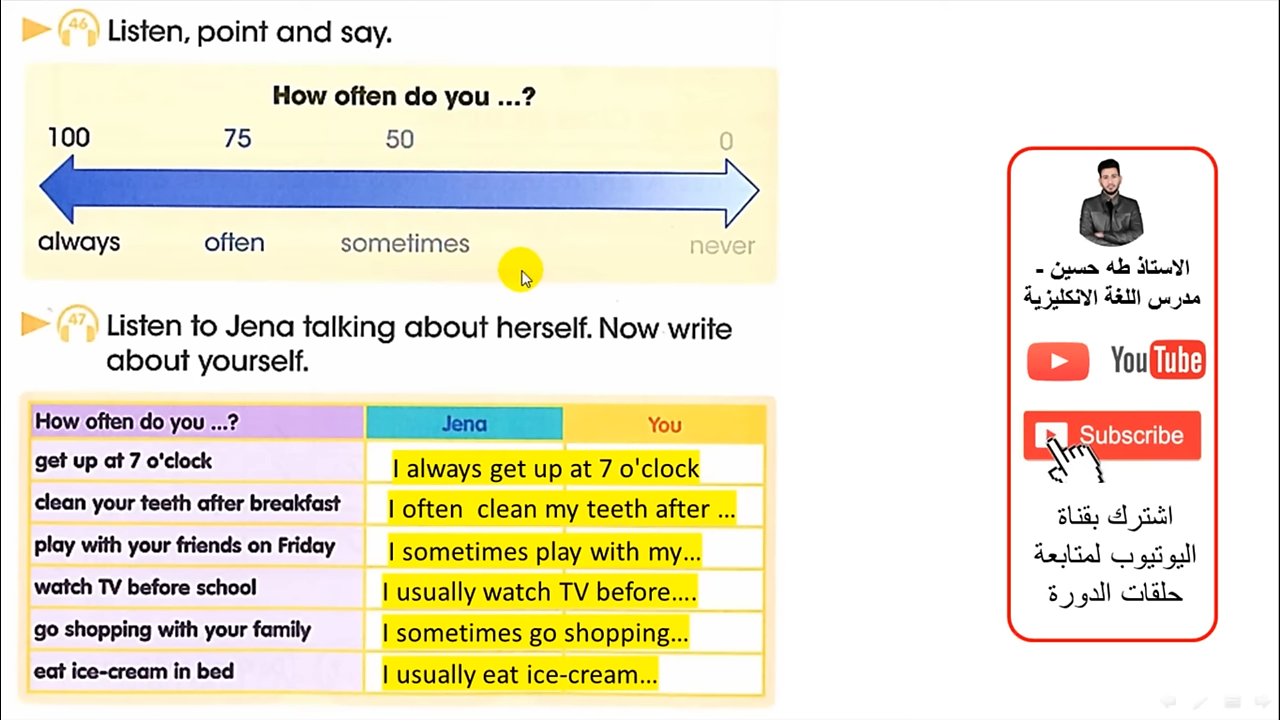 46 Listen, point and say.
How often do you ...?
100 75 50 0
always often sometimes never
47 Listen to Jena talking about herself. Now write
about yourself.
How often do you ...? Jena You
get up at 7 o'clock I always get up at 7 o'clock
clean your teeth after breakfast I often clean my teeth after ...
play with your friends on Friday I sometimes play with my...
watch TV before school I usually watch TV before....
go shopping with your family I sometimes go shopping...
eat ice-cream in bed I usually eat ice-cream...
الاستاذ طه حسين -
مدرس اللغة الانكليزية
YouTube
Subscribe
اشترك بقناة
اليوتيوب لمتابعة
حلقات الدورة